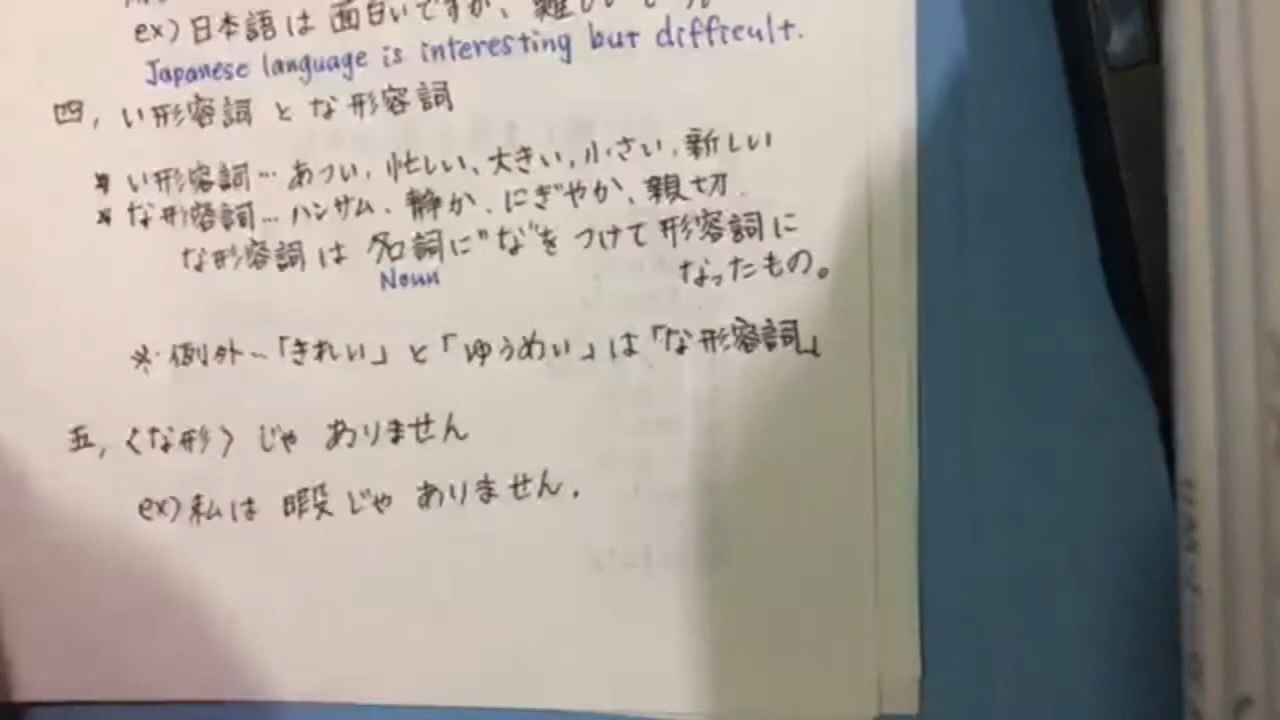 ex)日本語は 面白いですが、難しいです
Japanese language is interesting but difficult.
四, い形容詞 と な形容詞
* い形容詞… あつい, 忙しい, 大きい, 小さい, 新しい
* な形容詞… ハンサム、静か、にぎやか、親切.
な形容詞は 名詞に"な"を つけて 形容詞に
Noun
なったもの。
※ 例外…「きれい」と「ゆうめい」は「な形容詞」
五, くな形〉じゃ ありません
ex)私は 暇じゃ ありません.